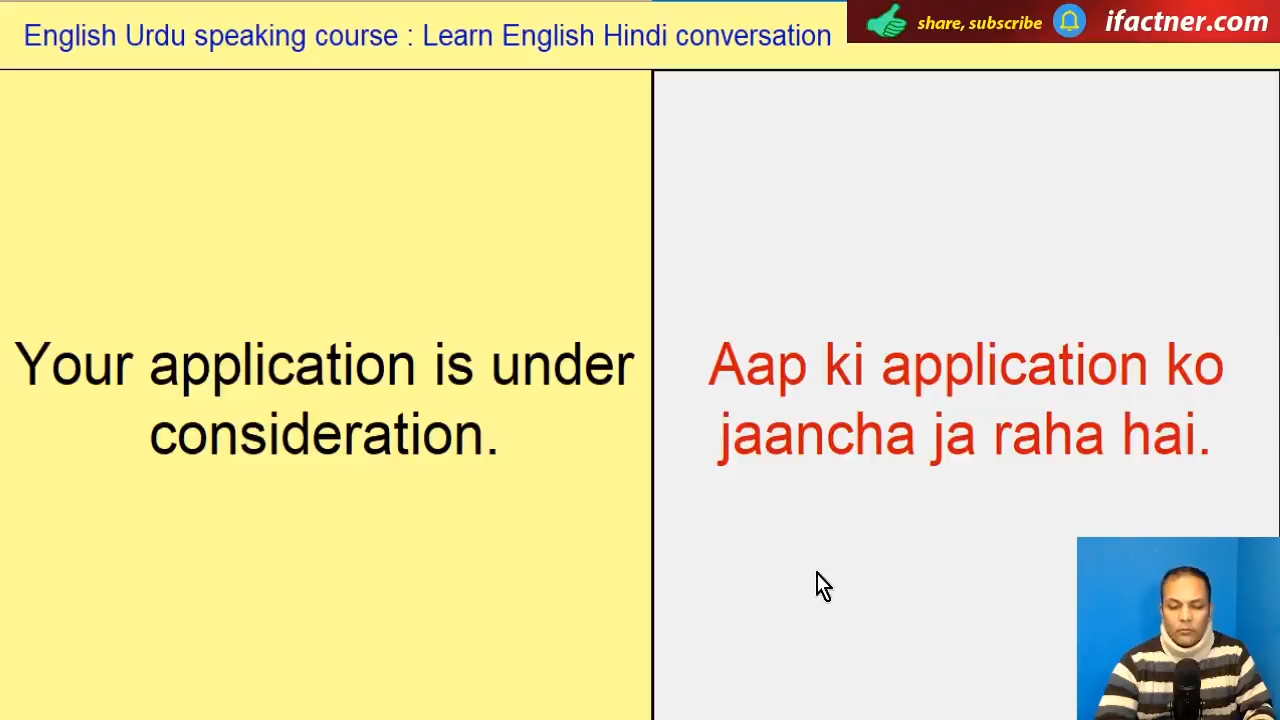 English Urdu speaking course : Learn English Hindi conversation
share, subscribe
ifactner.com
Your application is under
consideration.
Aap ki application ko
jaancha ja raha hai.